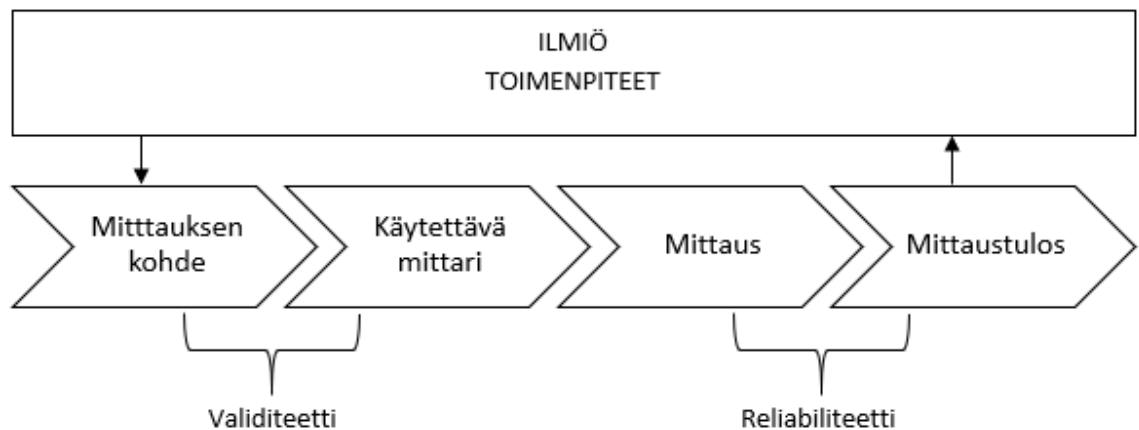 ILMIÖ
TOIMENPITEET
Mitttauksen
kohde
Käytettävä
mittari
Mittaus
Mittaustulos
Validiteetti
Reliabiliteetti